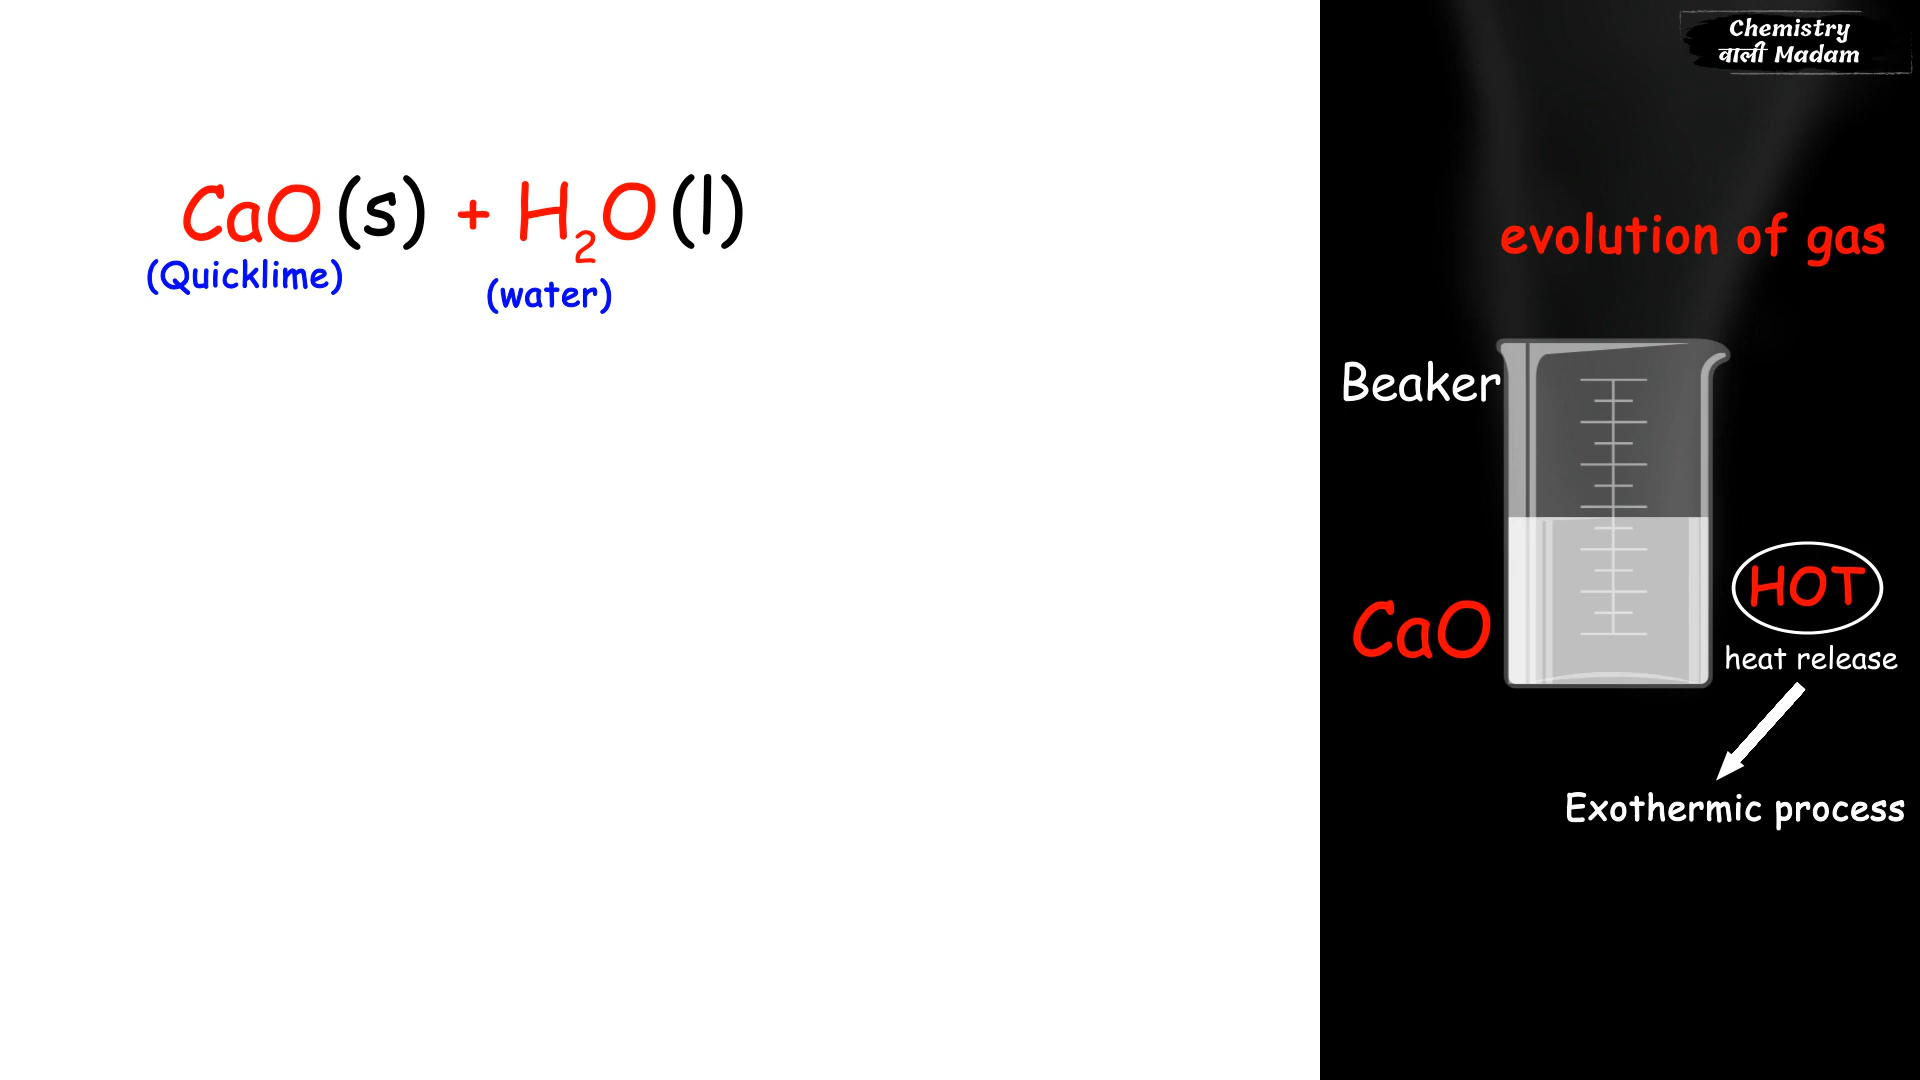 CaO (s) + H₂O (l)
(Quicklime)
(water)
Chemistry
वाली Madam
evolution of gas
Beaker
CaO
HOT
heat release
Exothermic process